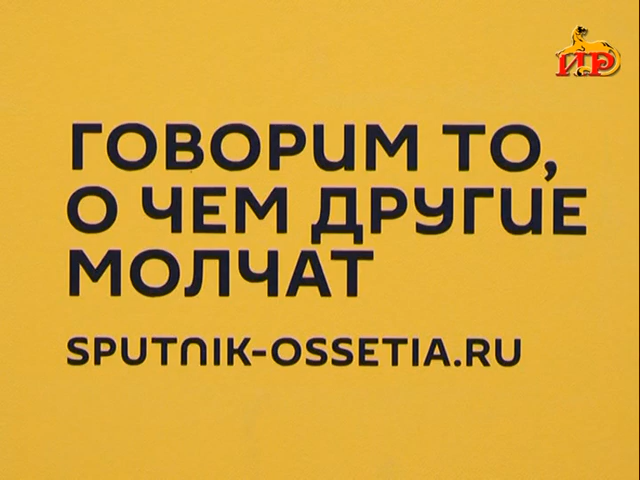 ИР
ГОВОРИМ ТО,
О ЧЕМ ДРУГИЕ
МОЛЧАТ
SPUTNIK-OSSETIA.RU